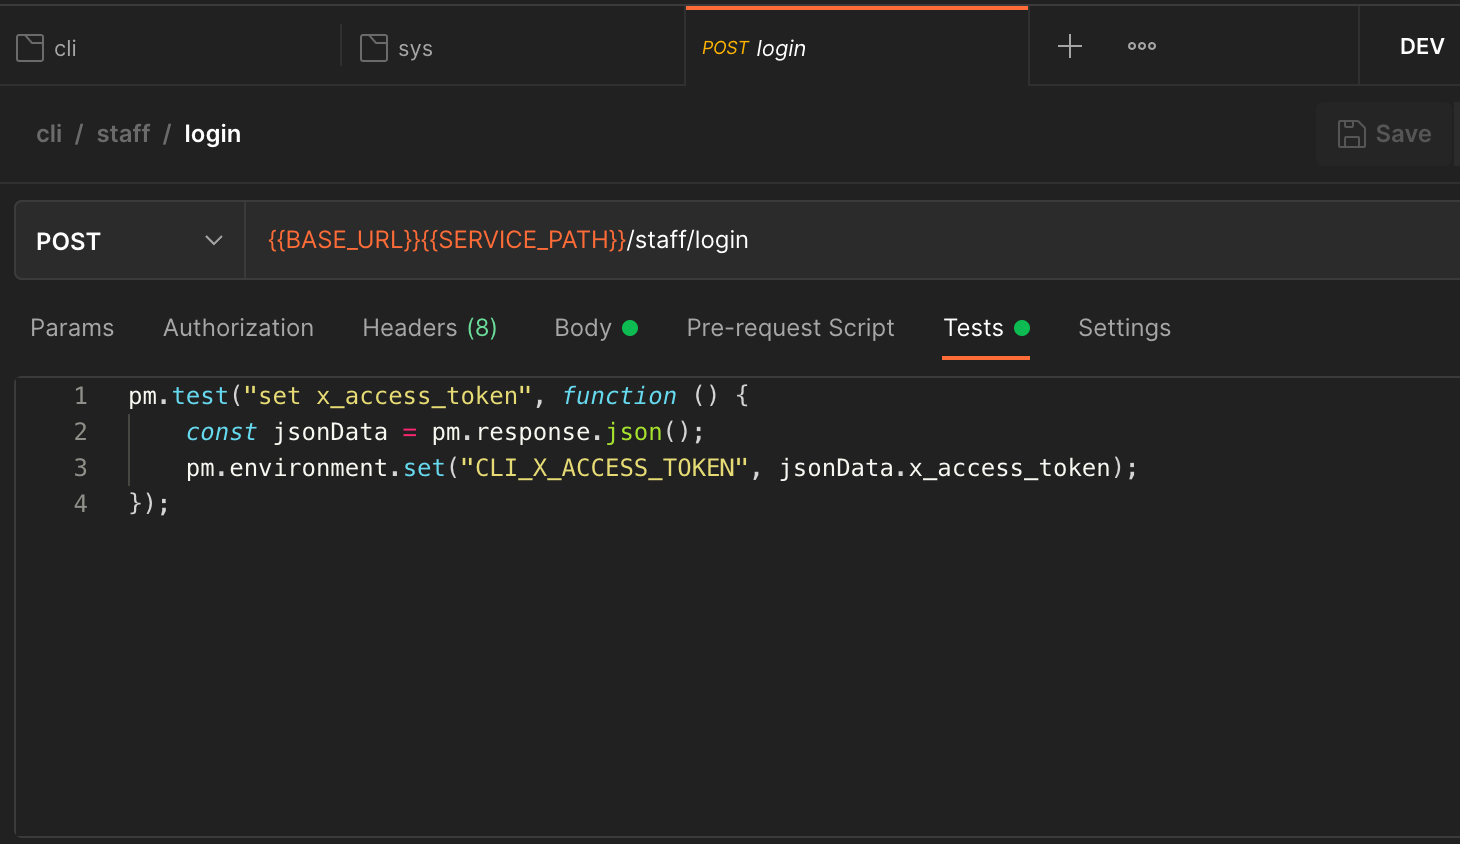 cli
sys
POST login
DEV
cli / staff / login
Save
POST
{{BASE_URL}}{{SERVICE_PATH}}/staff/login
Params Authorization Headers (8) Body Pre-request Script Tests Settings
1 pm.test("set x_access_token", function () {
2 const jsonData = pm.response.json();
3 pm.environment.set("CLI_X_ACCESS_TOKEN", jsonData.x_access_token);
4 });